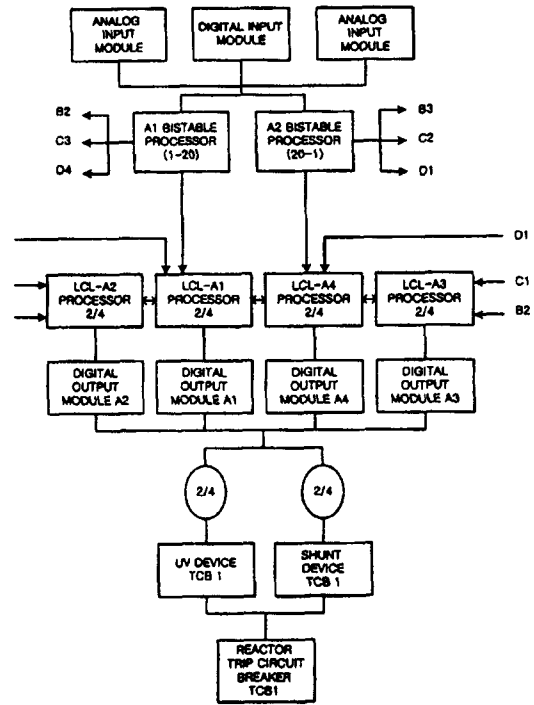 ANALOG
INPUT
MODULE
DIGITAL INPUT
MODULE
ANALOG
INPUT
MODULE
B2
C3
D4
A1 BISTABLE
PROCESSOR
(1-20)
A2 BISTABLE
PROCESSOR
(20-1)
B3
C2
D1
D1
LCL-A2
PROCESSOR
2/4
LCL-A1
PROCESSOR
2/4
LCL-A4
PROCESSOR
2/4
LCL-A3
PROCESSOR
2/4
C1
B2
DIGITAL
OUTPUT
MODULE A2
DIGITAL
OUTPUT
MODULE A1
DIGITAL
OUTPUT
MODULE A4
DIGITAL
OUTPUT
MODULE A3
2/4
2/4
UV DEVICE
TCB 1
SHUNT
DEVICE
TCB 1
REACTOR
TRIP CIRCUIT
BREAKER
TCB1